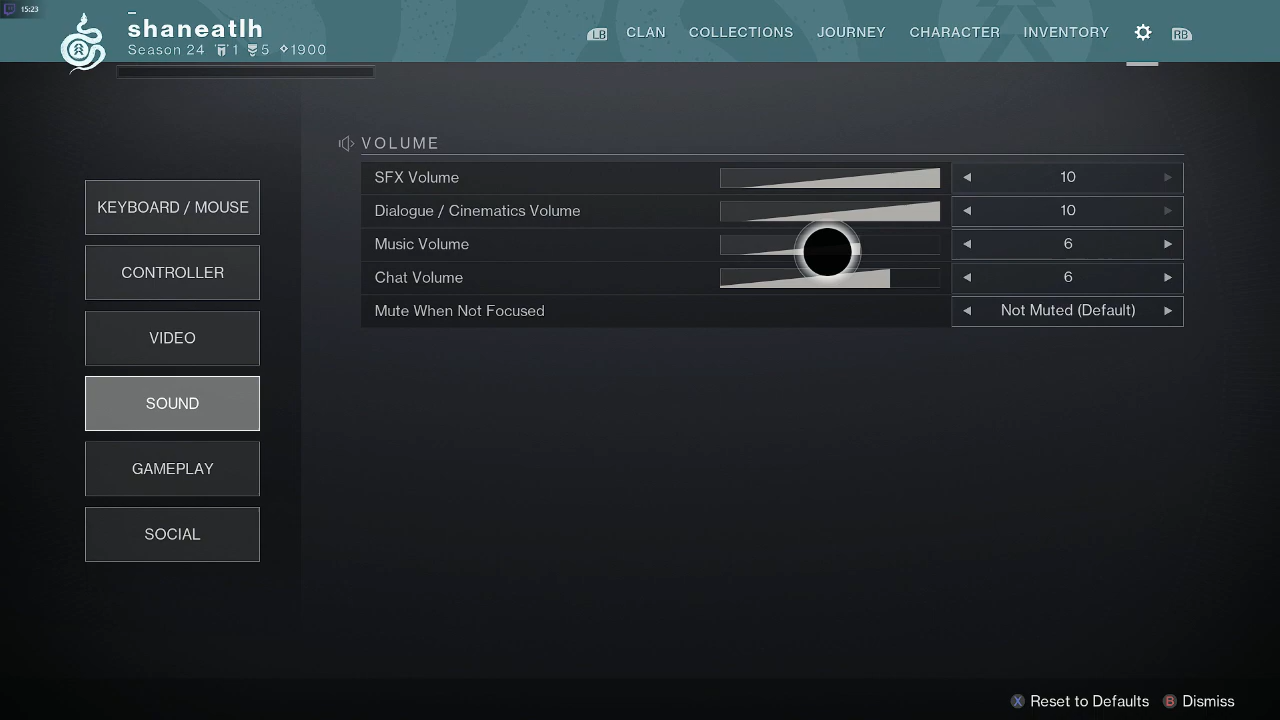 15:23
shaneatlh
Season 24 1 5 1900
LB CLAN COLLECTIONS JOURNEY CHARACTER INVENTORY RB
VOLUME
SFX Volume 10
Dialogue / Cinematics Volume 10
Music Volume 6
Chat Volume 6
Mute When Not Focused Not Muted (Default)
KEYBOARD / MOUSE
CONTROLLER
VIDEO
SOUND
GAMEPLAY
SOCIAL
X Reset to Defaults B Dismiss